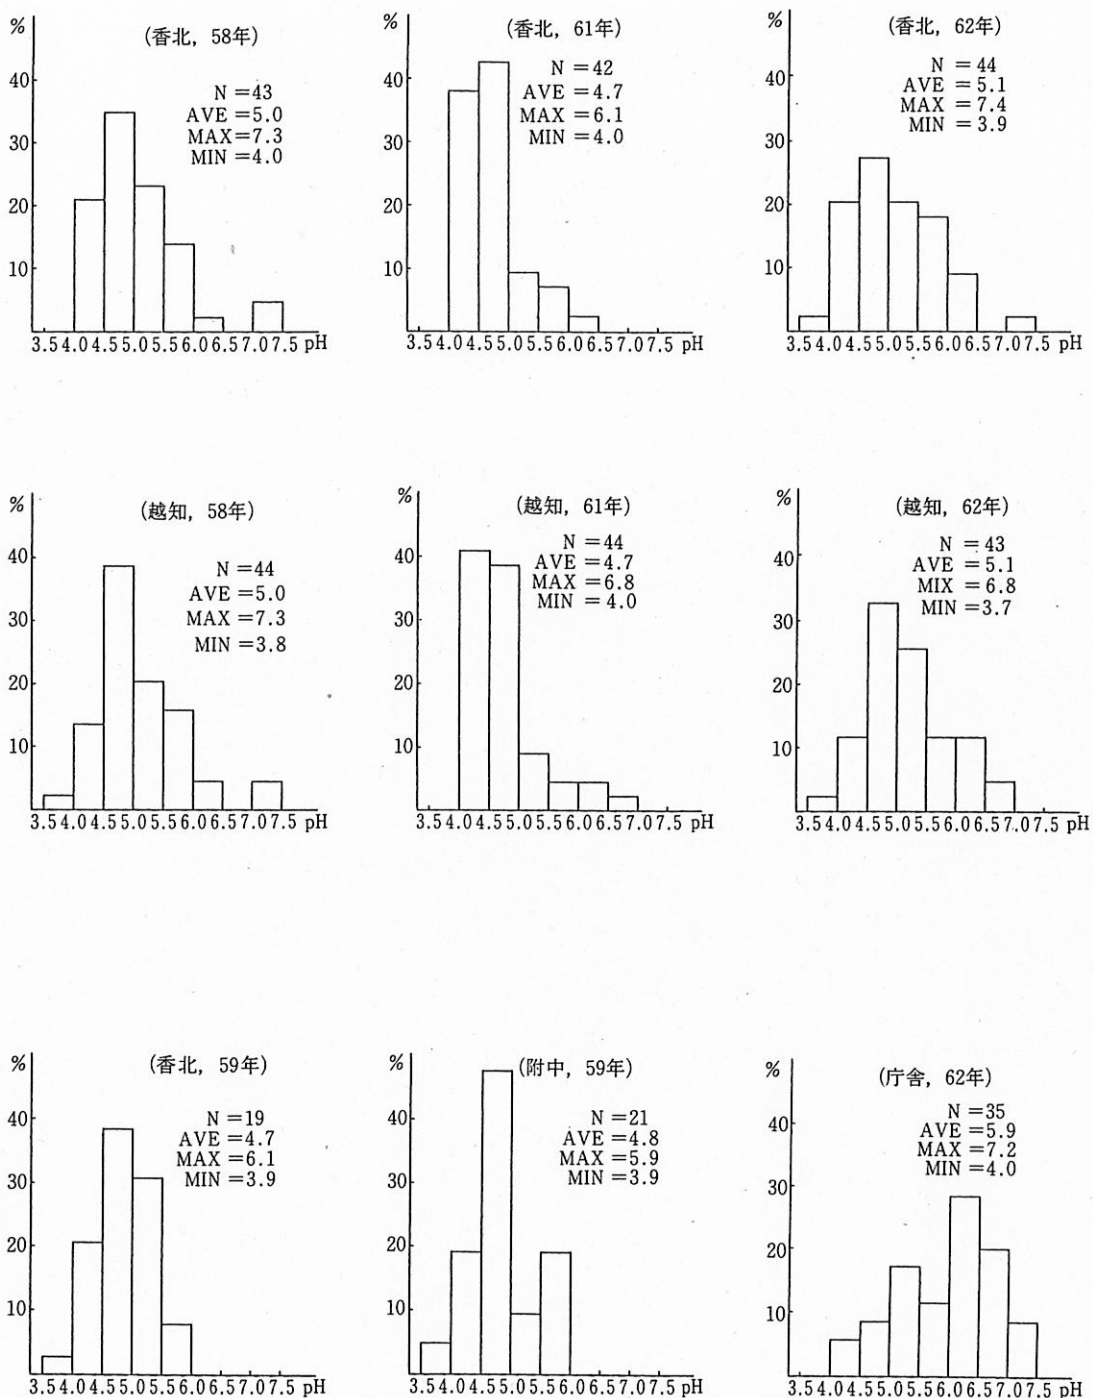 %
(香北, 58年)
N =43
AVE =5.0
MAX=7.3
MIN =4.0
40
30
20
10
3.5 4.0 4.5 5.0 5.5 6.0 6.5 7.0 7.5 pH
%
(香北, 61年)
N =42
AVE =4.7
MAX =6.1
MIN =4.0
40
30
20
10
3.5 4.0 4.5 5.0 5.5 6.0 6.5 7.0 7.5 pH
%
(香北, 62年)
N =44
AVE =5.1
MAX =7.4
MIN =3.9
40
30
20
10
3.5 4.0 4.5 5.0 5.5 6.0 6.5 7.0 7.5 pH
%
(越知, 58年)
N =44
AVE =5.0
MAX =7.3
MIN =3.8
40
30
20
10
3.5 4.0 4.5 5.0 5.5 6.0 6.5 7.0 7.5 pH
%
(越知, 61年)
N =44
AVE =4.7
MAX =6.8
MIN =4.0
40
30
20
10
3.5 4.0 4.5 5.0 5.5 6.0 6.5 7.0 7.5 pH
%
(越知, 62年)
N =43
AVE =5.1
MIX =6.8
MIN =3.7
40
30
20
10
3.5 4.0 4.5 5.0 5.5 6.0 6.5 7.0 7.5 pH
%
(香北, 59年)
N =19
AVE =4.7
MAX =6.1
MIN =3.9
40
30
20
10
3.5 4.0 4.5 5.0 5.5 6.0 6.5 7.0 7.5 pH
%
(附中, 59年)
N =21
AVE =4.8
MAX =5.9
MIN =3.9
40
30
20
10
3.5 4.0 4.5 5.0 5.5 6.0 6.5 7.0 7.5 pH
%
(庁舎, 62年)
N =35
AVE =5.9
MAX =7.2
MIN =4.0
40
30
20
10
3.5 4.0 4.5 5.0 5.5 6.0 6.5 7.0 7.5 pH